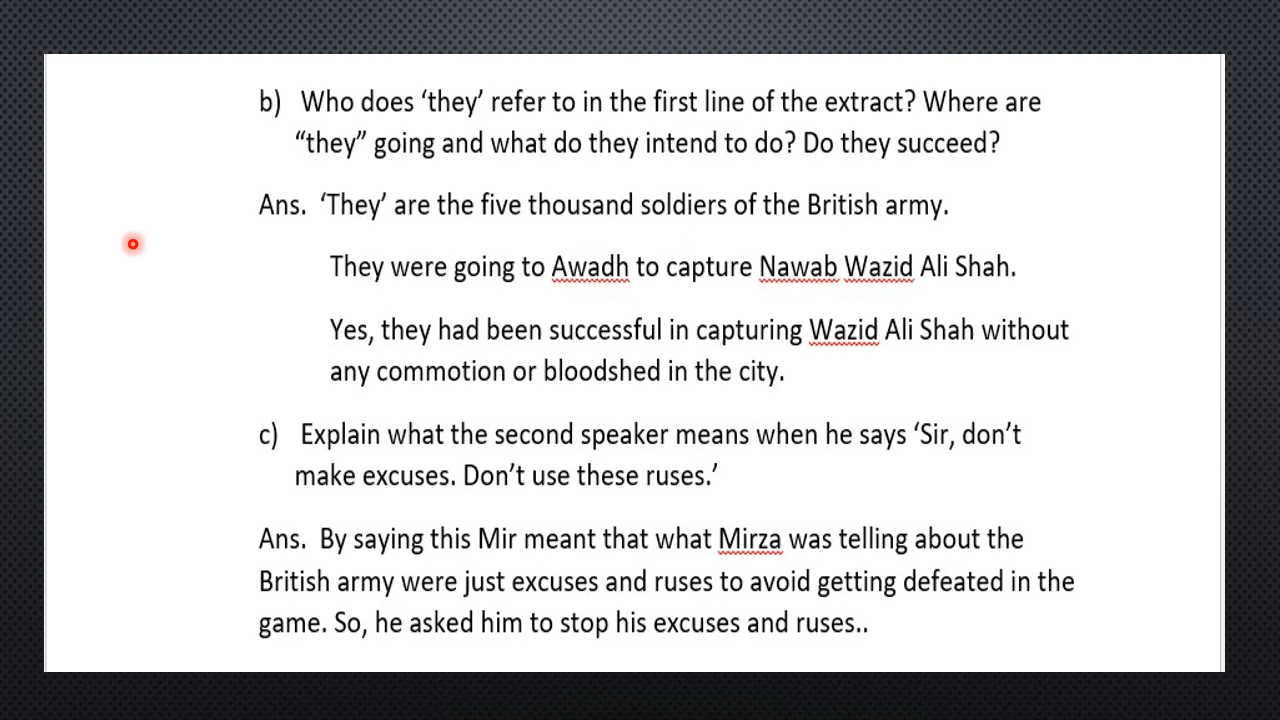 b) Who does ‘they’ refer to in the first line of the extract? Where are
“they” going and what do they intend to do? Do they succeed?
Ans. ‘They’ are the five thousand soldiers of the British army.
They were going to Awadh to capture Nawab Wazid Ali Shah.
Yes, they had been successful in capturing Wazid Ali Shah without
any commotion or bloodshed in the city.
c) Explain what the second speaker means when he says ‘Sir, don’t
make excuses. Don’t use these ruses.’
Ans. By saying this Mir meant that what Mirza was telling about the
British army were just excuses and ruses to avoid getting defeated in the
game. So, he asked him to stop his excuses and ruses..